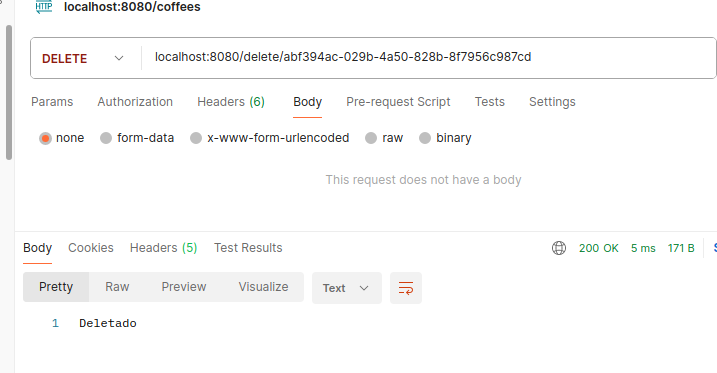 HTTP localhost:8080/coffees
DELETE localhost:8080/delete/abf394ac-029b-4a50-828b-8f7956c987cd
Params Authorization Headers (6) Body Pre-request Script Tests Settings
none form-data x-www-form-urlencoded raw binary
This request does not have a body
Body Cookies Headers (5) Test Results 200 OK 5 ms 171 B
Pretty Raw Preview Visualize Text
1 Deletado